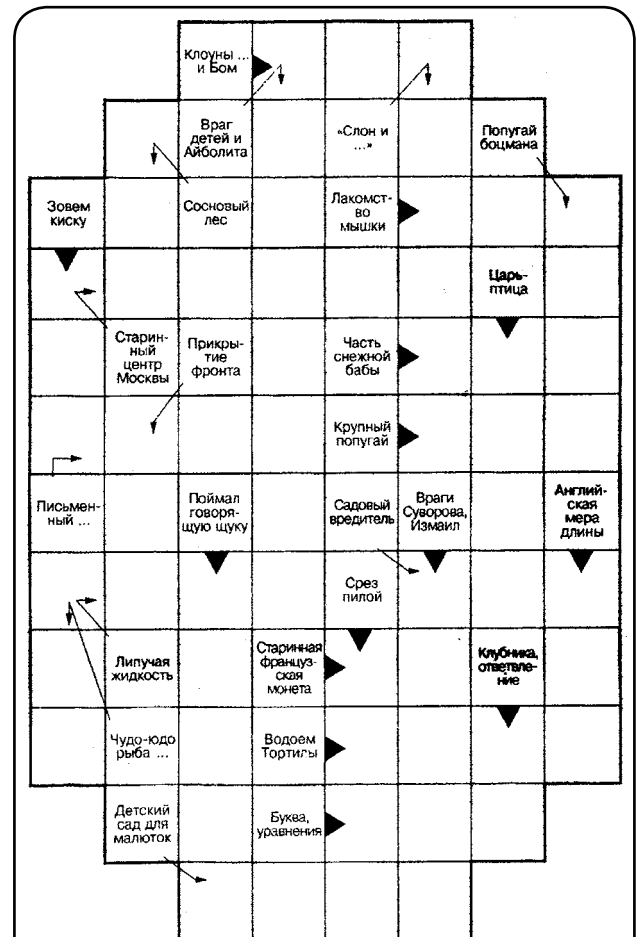 Клоуны ...
и Бом
Враг
детей и
Айболита
«Слон и
...»
Попугай
боцмана
Зовем
киску
Сосновый
лес
Лакомст-
во
мышки
Царь-
птица
Старин-
ный
центр
Москвы
Прикры-
тие
фронта
Часть
снежной
бабы
Крупный
попугай
Письмен-
ный ...
Поймал
говоря-
щую щуку
Садовый
вредитель
Враги
Суворова,
Измаил
Англий-
ская
мера
длины
Срез
пилой
Липучая
жидкость
Старинная
француз-
ская
монета
Клубника,
ответвле-
ние
Чудо-юдо
рыба ...
Водоем
Тортилы
Детский
сад для
малюток
Буква,
уравнения